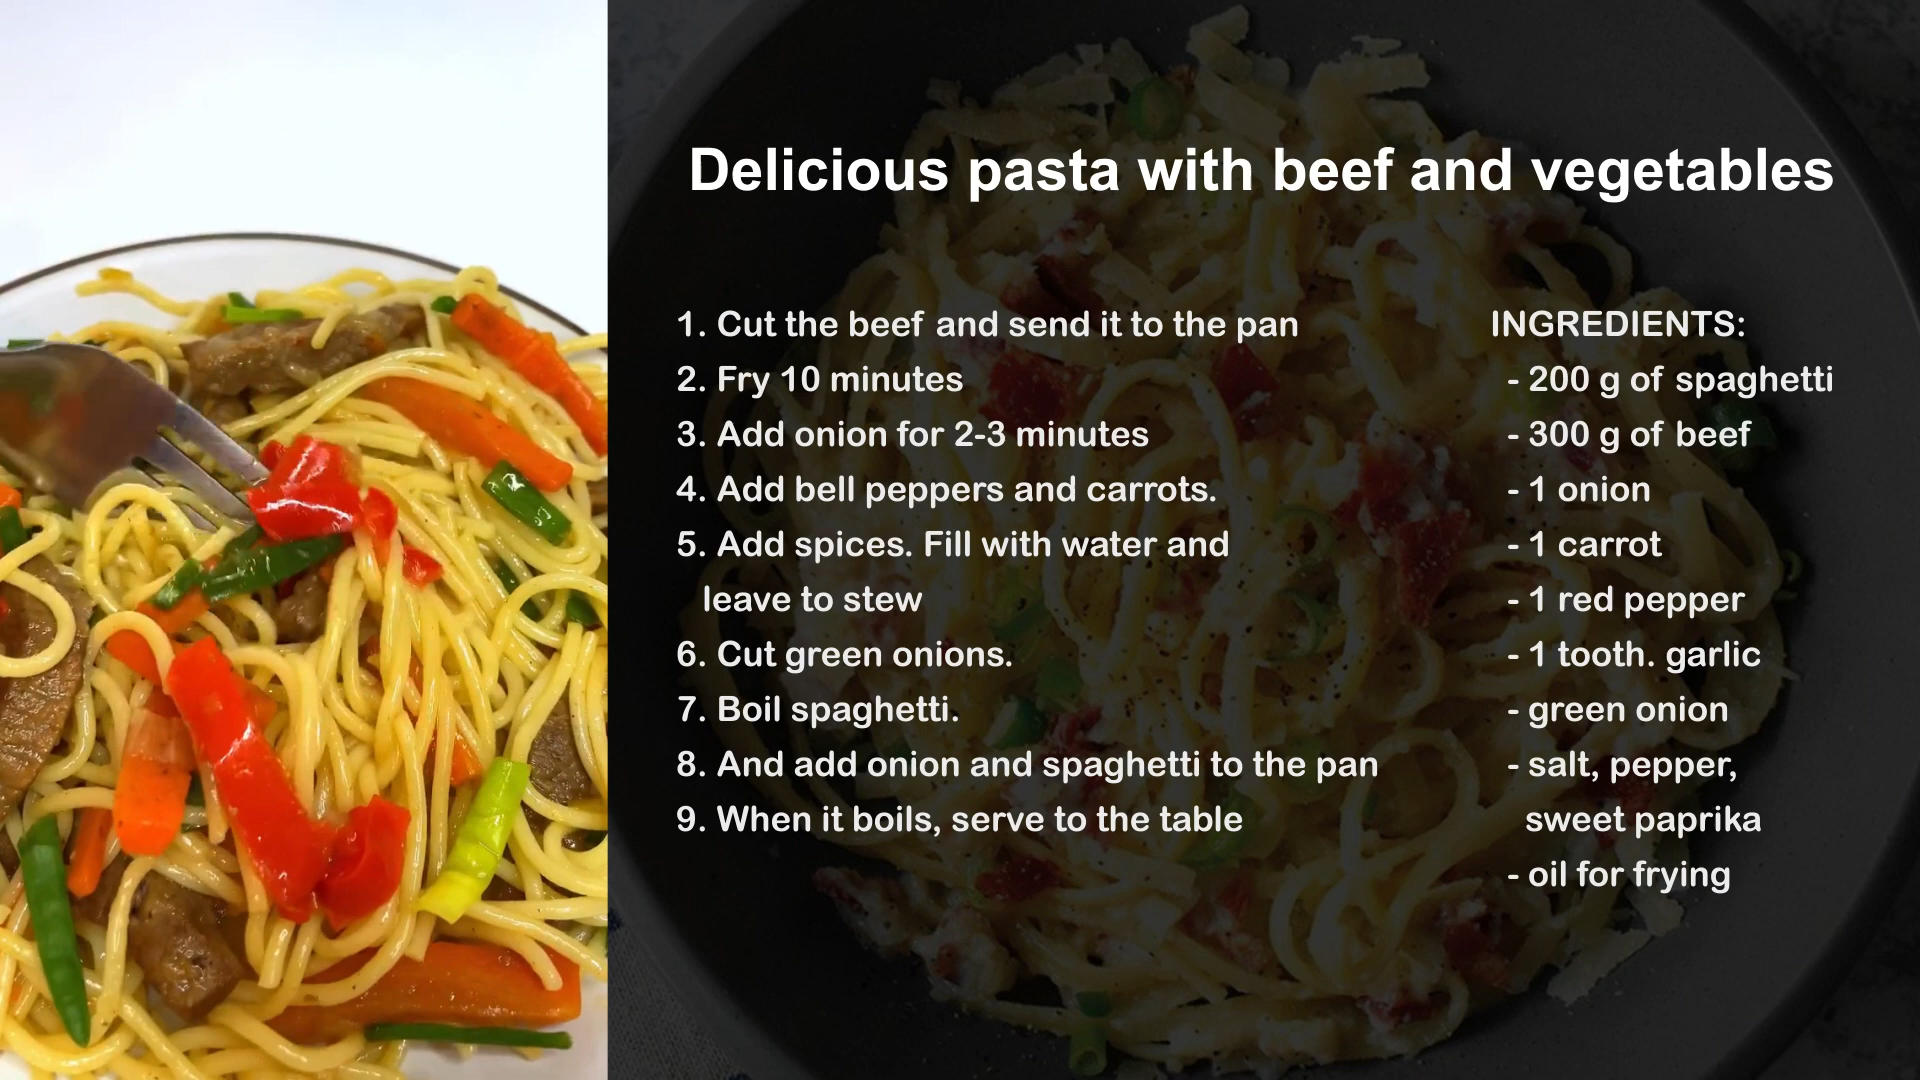 Delicious pasta with beef and vegetables
1. Cut the beef and send it to the pan
2. Fry 10 minutes
3. Add onion for 2-3 minutes
4. Add bell peppers and carrots.
5. Add spices. Fill with water and
leave to stew
6. Cut green onions.
7. Boil spaghetti.
8. And add onion and spaghetti to the pan
9. When it boils, serve to the table
INGREDIENTS:
- 200 g of spaghetti
- 300 g of beef
- 1 onion
- 1 carrot
- 1 red pepper
- 1 tooth. garlic
- green onion
- salt, pepper,
sweet paprika
- oil for frying